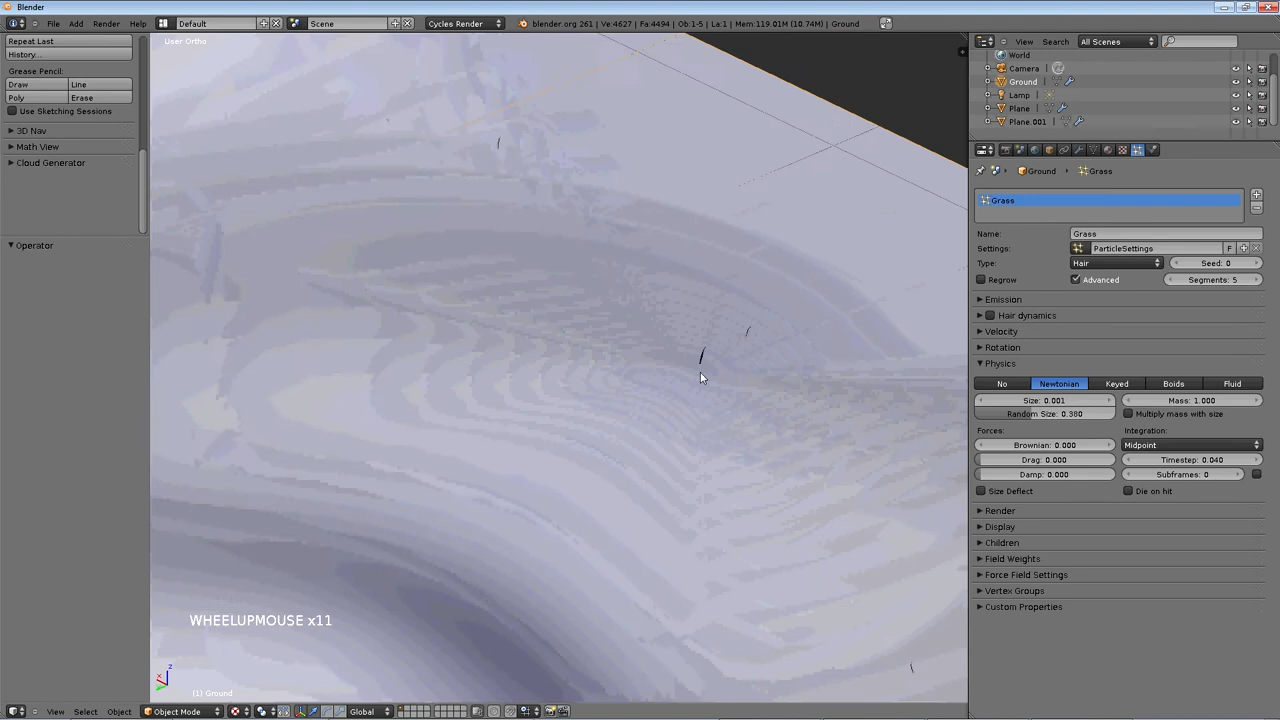 Blender
File Add Render Help Default Scene Cycles Render blender.org 261 | Ve:4627 | Fa:4494 | Ob:1-5 | La:1 | Mem:119.01M (10.74M) | Ground
Repeat Last
History...
Grease Pencil:
Draw Line
Poly Erase
Use Sketching Sessions
3D Nav
Math View
Cloud Generator
Operator
User Ortho
WHEELUPMOUSE x11
(1) Ground
View Select Object Object Mode Global
View Search All Scenes
World
Camera
Ground
Lamp
Plane
Plane.001
Ground Grass
Grass
Name: Grass
Settings: ParticleSettings F
Type: Hair Seed: 0
Regrow Advanced Segments: 5
Emission
Hair dynamics
Velocity
Rotation
Physics
No Newtonian Keyed Boids Fluid
Size: 0.001 Mass: 1.000
Random Size: 0.380 Multiply mass with size
Forces: Integration:
Brownian: 0.000 Midpoint
Drag: 0.000 Timestep: 0.040
Damp: 0.000 Subframes: 0
Size Deflect Die on hit
Render
Display
Children
Field Weights
Force Field Settings
Vertex Groups
Custom Properties